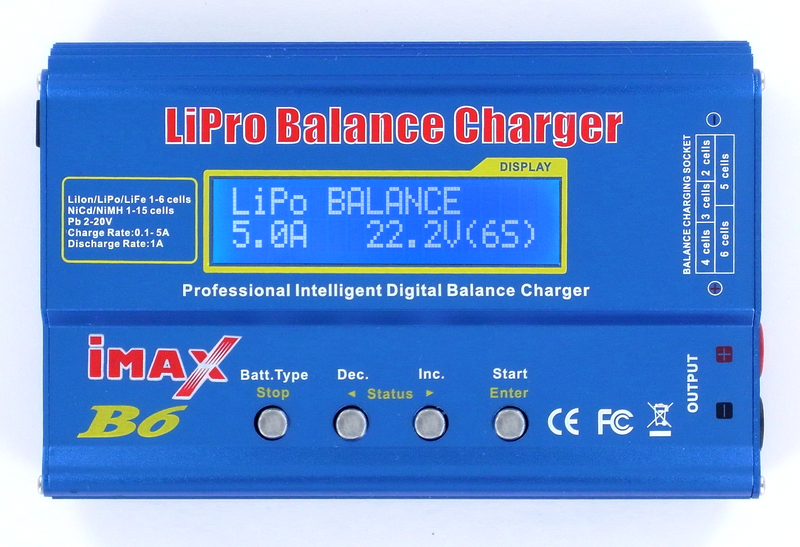 LiPro Balance Charger
DISPLAY
LiIon/LiPo/LiFe 1-6 cells
NiCd/NiMH 1-15 cells
Pb 2-20V
Charge Rate:0.1- 5A
Discharge Rate:1A
LiPo BALANCE
5.0A 22.2V(6S)
BALANCE CHARGING SOCKET
4 cells 3 cells 2 cells
6 cells 5 cells
Professional Intelligent Digital Balance Charger
iMAX
B6
Batt.Type Dec. Inc. Start
Stop ◄ Status ► Enter
CE FC
OUTPUT
+
-